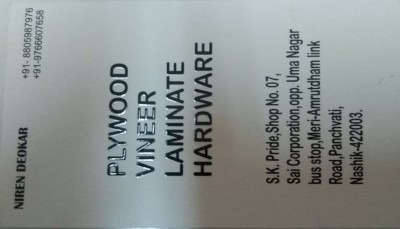 NIREN DEOKAR
+91- 8805987976
+91-9766607658
PLYWOOD
VINEER
LAMINATE
HARDWARE
S.K. Pride,Shop No. 07,
Sai Corporation,opp. Uma Nagar
bus stop,Meri-Amrutdham link
Road,Panchvati,
Nashik-422003.